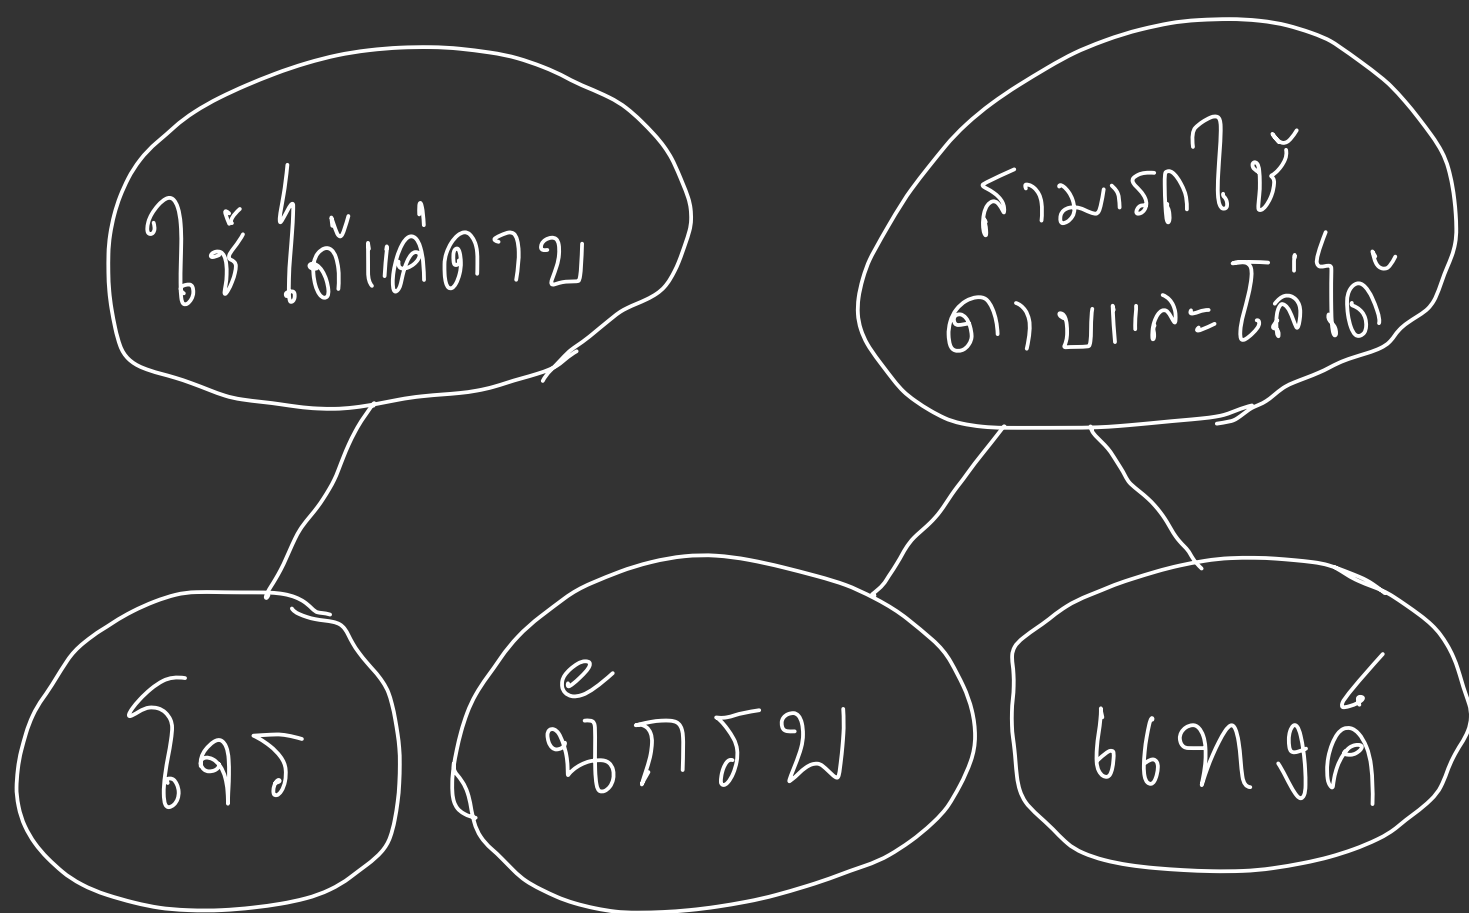 ใช้ได้แค่ดาบ
สามารถใช้
ดาบและโล่ได้
โจร
นักรบ
แทงค์